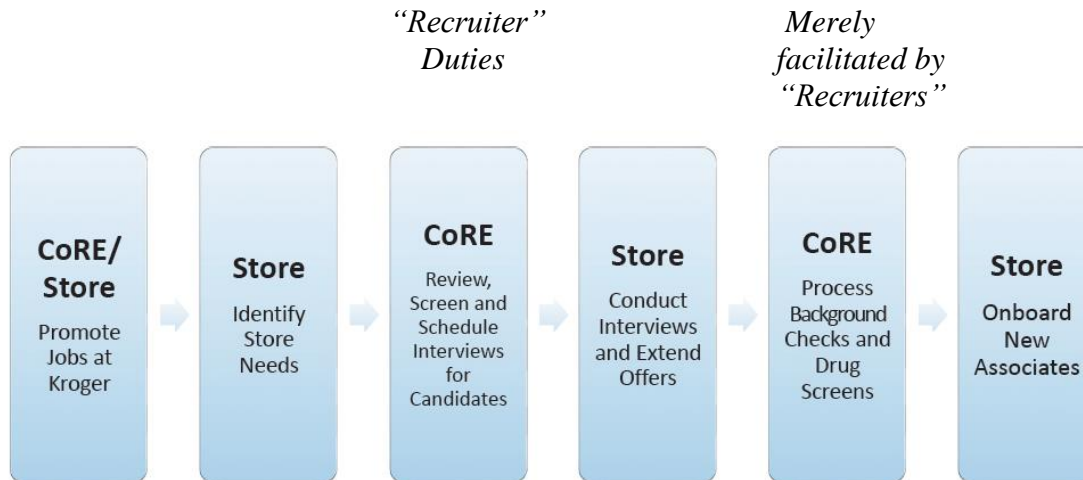 “Recruiter”
Duties
Merely
facilitated by
“Recruiters”
CoRE/
Store
Promote
Jobs at
Kroger
Store
Identify
Store
Needs
CoRE
Review,
Screen and
Schedule
Interviews
for
Candidates
Store
Conduct
Interviews
and Extend
Offers
CoRE
Process
Background
Checks and
Drug
Screens
Store
Onboard
New
Associates